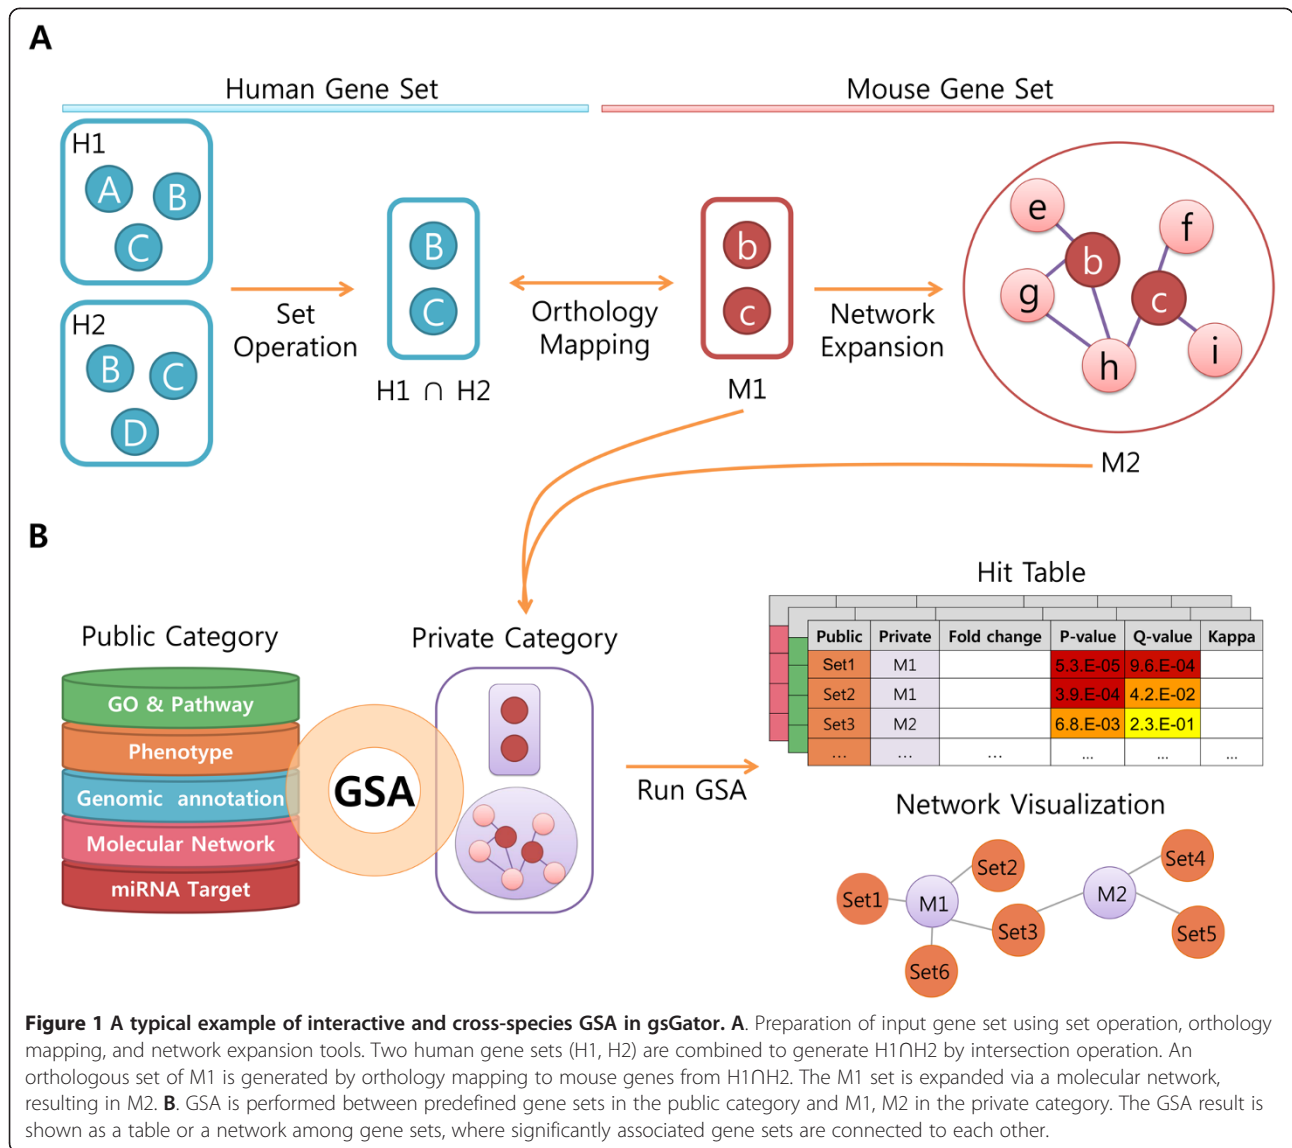 A
Human Gene Set
Mouse Gene Set
H1
A
B
C
H2
B
C
D
Set
Operation
B
C
H1 ∩ H2
Orthology
Mapping
b
c
M1
Network
Expansion
e
f
b
g
c
h
i
M2
B
Public Category
GO & Pathway
Phenotype
Genomic annotation
Molecular Network
miRNA Target
GSA
Private Category
Run GSA
Hit Table
Public Private Fold change P-value Q-value Kappa
Set1 M1 5.3.E-05 9.6.E-04
Set2 M1 3.9.E-04 4.2.E-02
Set3 M2 6.8.E-03 2.3.E-01
... ... ... ... ... ...
Network Visualization
Set1
M1
Set2
Set3
Set6
M2
Set4
Set5
Figure 1 A typical example of interactive and cross-species GSA in gsGator. A. Preparation of input gene set using set operation, orthology
mapping, and network expansion tools. Two human gene sets (H1, H2) are combined to generate H1∩H2 by intersection operation. An
orthologous set of M1 is generated by orthology mapping to mouse genes from H1∩H2. The M1 set is expanded via a molecular network,
resulting in M2. B. GSA is performed between predefined gene sets in the public category and M1, M2 in the private category. The GSA result is
shown as a table or a network among gene sets, where significantly associated gene sets are connected to each other.